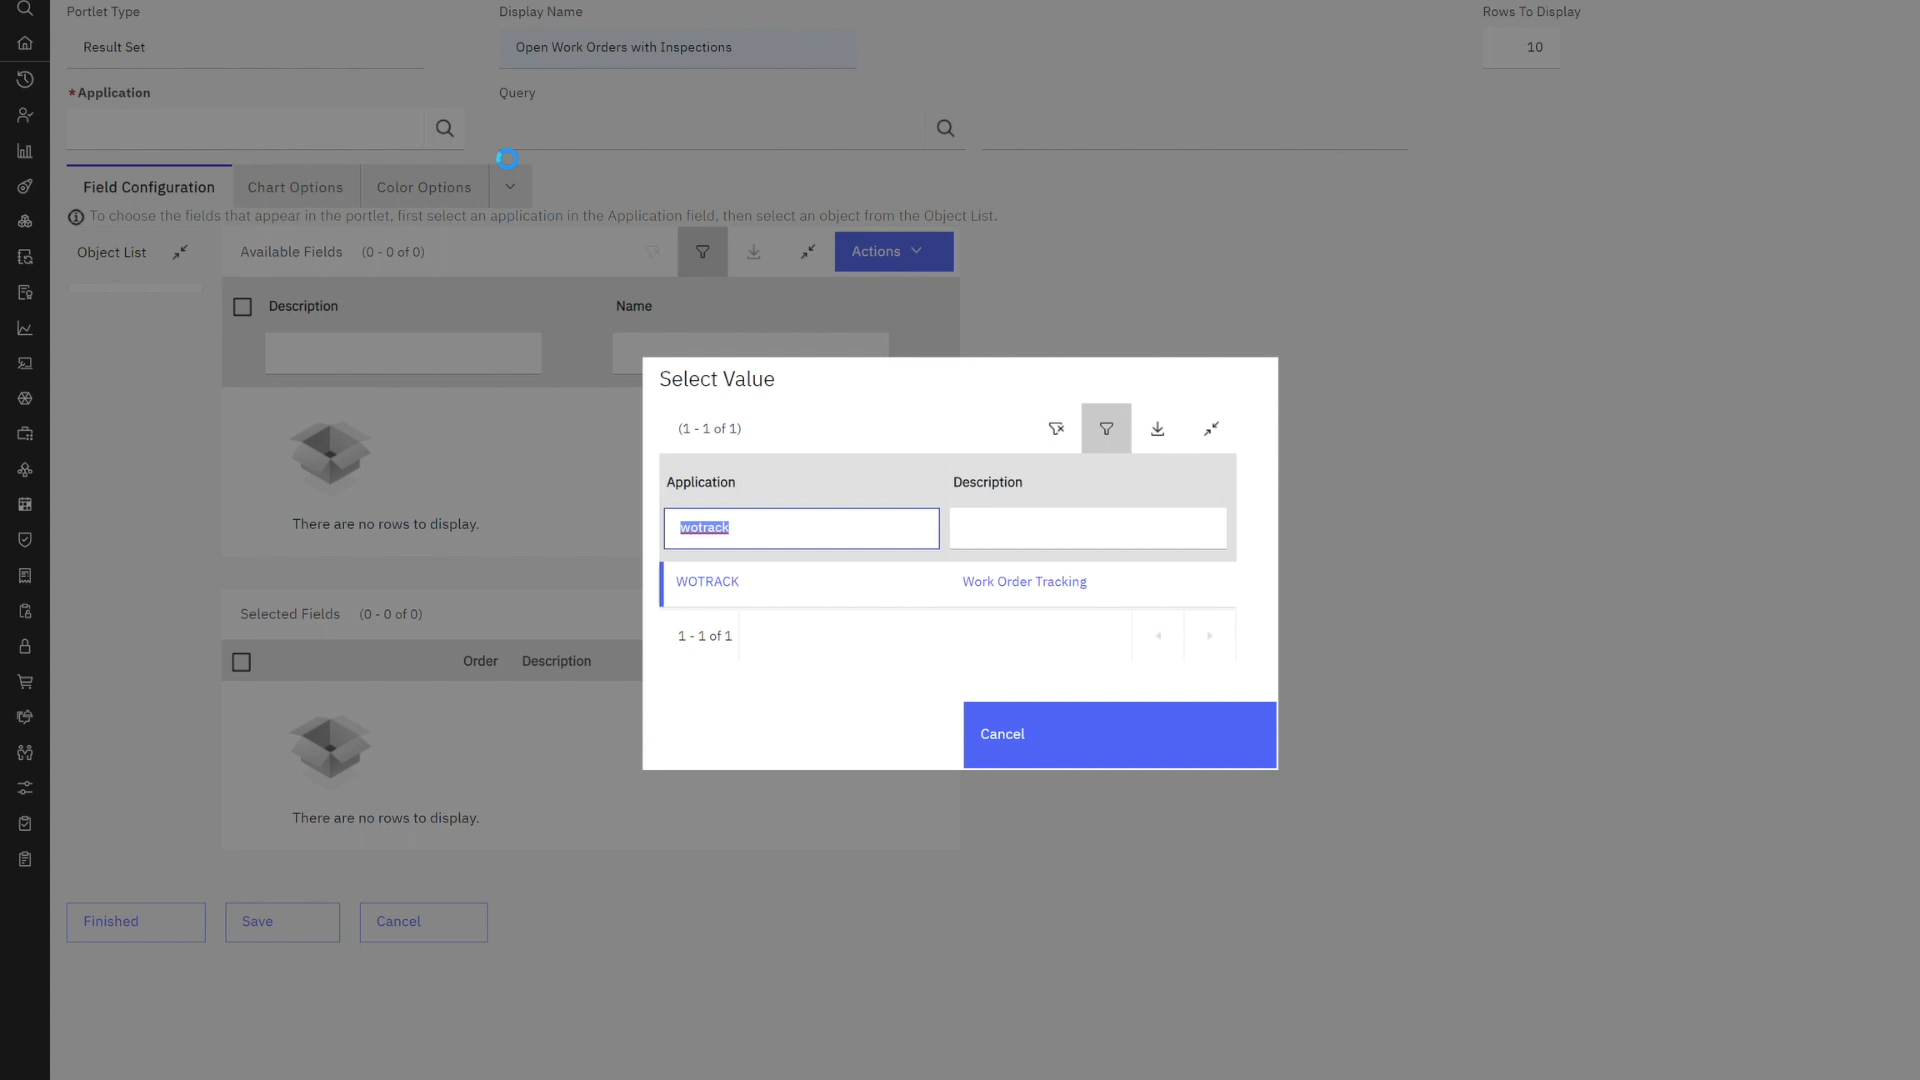 Portlet Type
Display Name
Rows To Display
Result Set
Open Work Orders with Inspections
10
*Application
Query
Field Configuration
Chart Options
Color Options
To choose the fields that appear in the portlet, first select an application in the Application field, then select an object from the Object List.
Object List
Available Fields (0 - 0 of 0)
Actions
Description
Name
There are no rows to display.
Select Value
(1 - 1 of 1)
Application
Description
wotrack
WOTRACK
Work Order Tracking
1 - 1 of 1
Cancel
Selected Fields (0 - 0 of 0)
Order
Description
There are no rows to display.
Finished
Save
Cancel